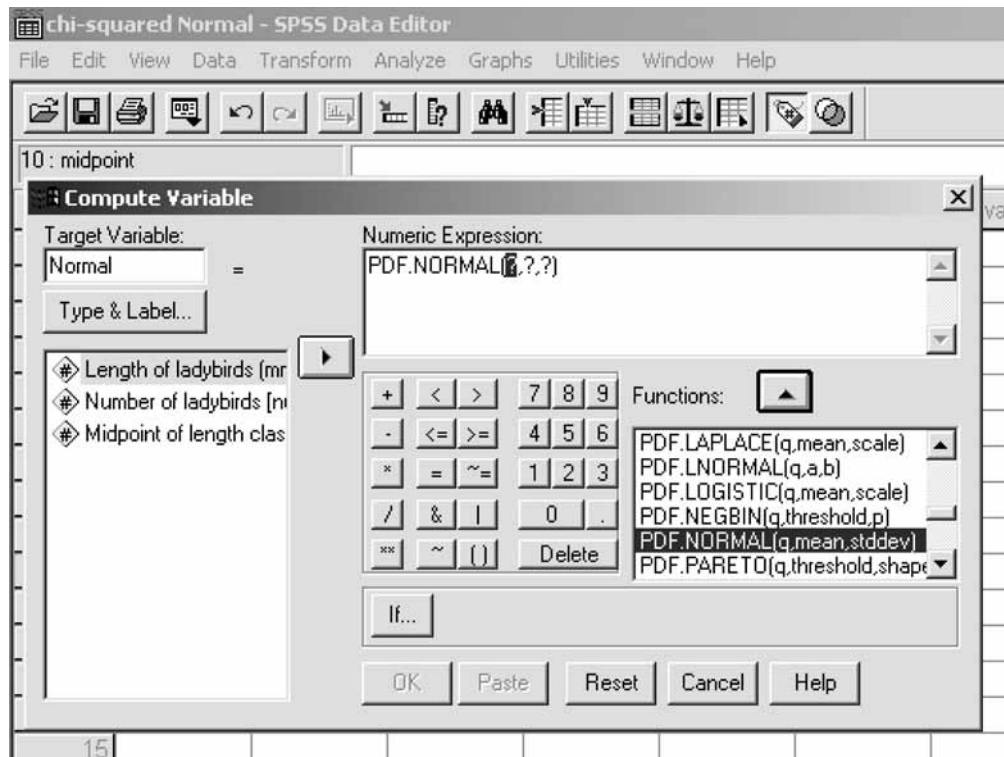 chi-squared Normal - SPSS Data Editor
File Edit View Data Transform Analyze Graphs Utilities Window Help
10 : midpoint
va
Compute Variable
Target Variable:
Normal
=
Type & Label...
Numeric Expression:
PDF.NORMAL(?,?,?)
Length of ladybirds (mr
Number of ladybirds [n
Midpoint of length clas
+ < > 7 8 9
- <= >= 4 5 6
* = ~= 1 2 3
/ & | 0 .
** ~ ( ) Delete
Functions:
PDF.LAPLACE(q,mean,scale)
PDF.LNORMAL(q,a,b)
PDF.LOGISTIC(q,mean,scale)
PDF.NEGBIN(q,threshold,p)
PDF.NORMAL(q,mean,stddev)
PDF.PARETO(q,threshold,shape
If...
OK Paste Reset Cancel Help
15